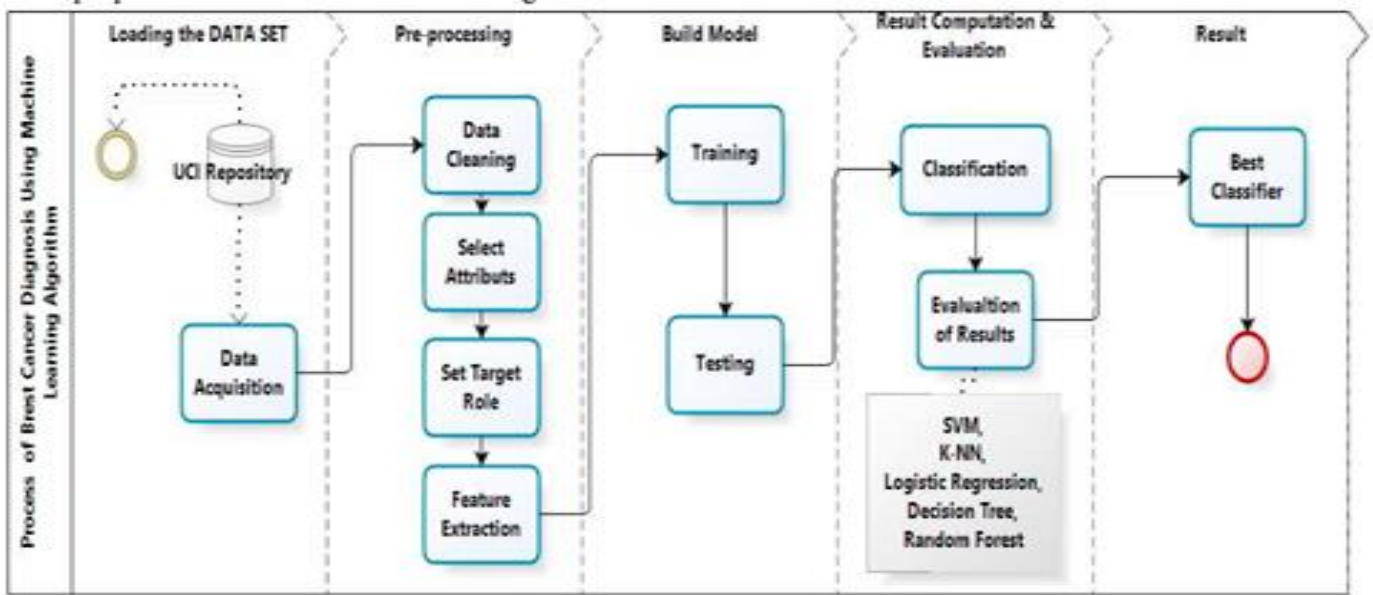 Process of Brest Cancer Diagnosis Using Machine
Learning Algorithm
Loading the DATA SET
UCI Repository
Data
Acquisition
Pre-processing
Data
Cleaning
Select
Attributs
Set Target
Role
Feature
Extraction
Build Model
Training
Testing
Result Computation &
Evaluation
Classification
Evaualtion
of Results
SVM,
K-NN,
Logistic Regression,
Decision Tree,
Random Forest
Result
Best
Classifier